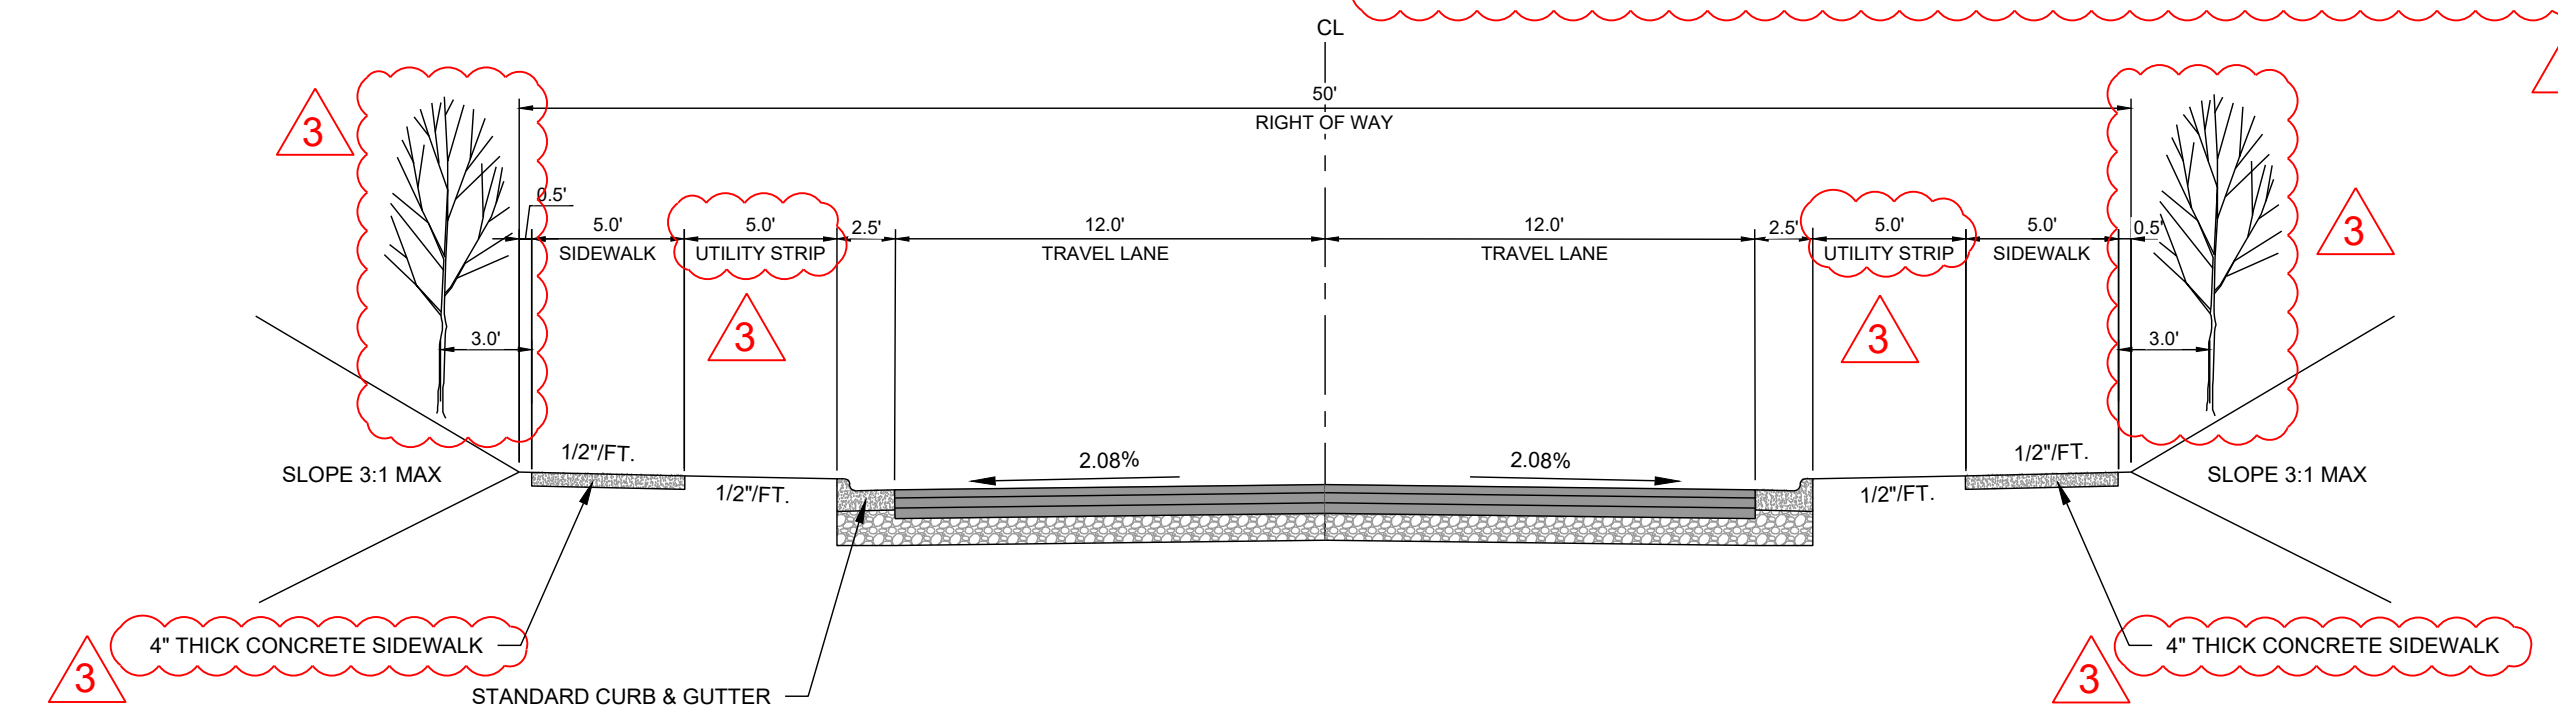 CL
50'
RIGHT OF WAY
3
0.5'
5.0'
SIDEWALK
5.0'
UTILITY STRIP
2.5'
12.0'
TRAVEL LANE
12.0'
TRAVEL LANE
2.5'
5.0'
UTILITY STRIP
5.0'
SIDEWALK
0.5'
3
3
3
3.0'
3.0'
SLOPE 3:1 MAX
1/2"/FT.
1/2"/FT.
2.08%
2.08%
1/2"/FT.
1/2"/FT.
SLOPE 3:1 MAX
3
4" THICK CONCRETE SIDEWALK
STANDARD CURB & GUTTER
3
4" THICK CONCRETE SIDEWALK